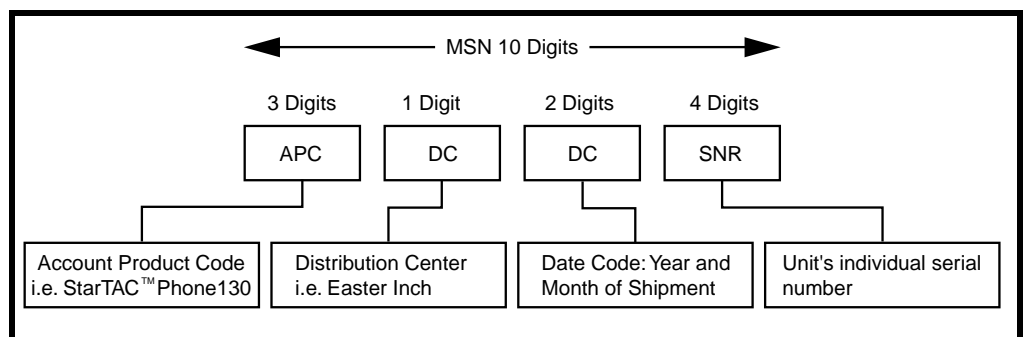 MSN 10 Digits
3 Digits 1 Digit 2 Digits 4 Digits
APC DC DC SNR
Account Product Code
i.e. StarTAC™Phone130
Distribution Center
i.e. Easter Inch
Date Code: Year and
Month of Shipment
Unit's individual serial
number